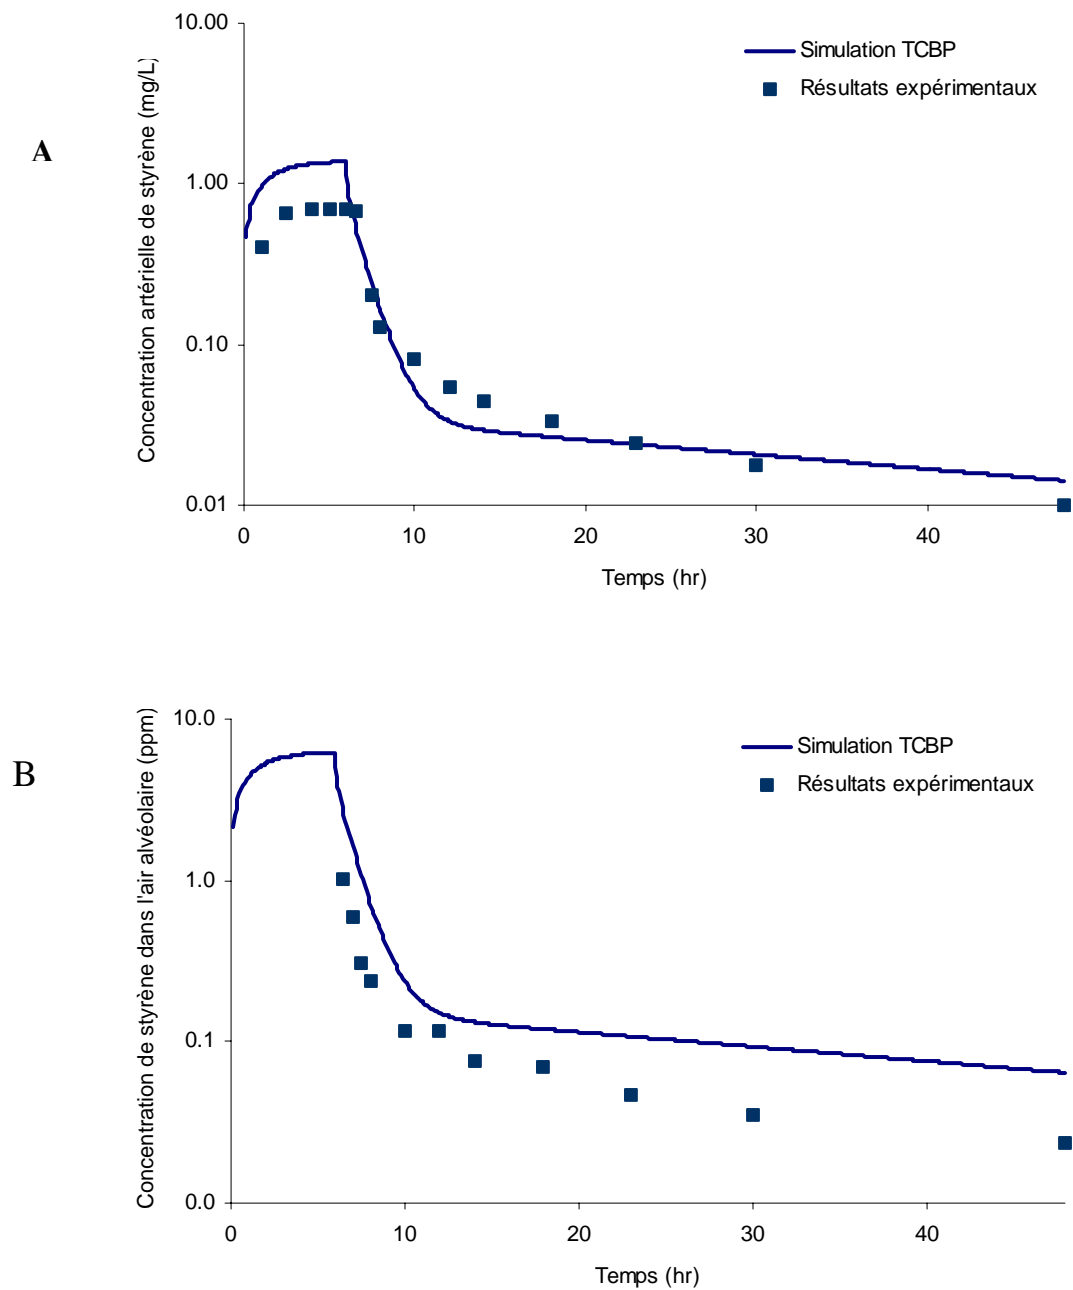 A
Concentration artérielle de styrène (mg/L)
10.00
1.00
0.10
0.01
0
10
20
30
40
Temps (hr)
Simulation TCBP
Résultats expérimentaux
B
Concentration de styrène dans l'air alvéolaire (ppm)
10.0
1.0
0.1
0.0
0
10
20
30
40
Temps (hr)
Simulation TCBP
Résultats expérimentaux